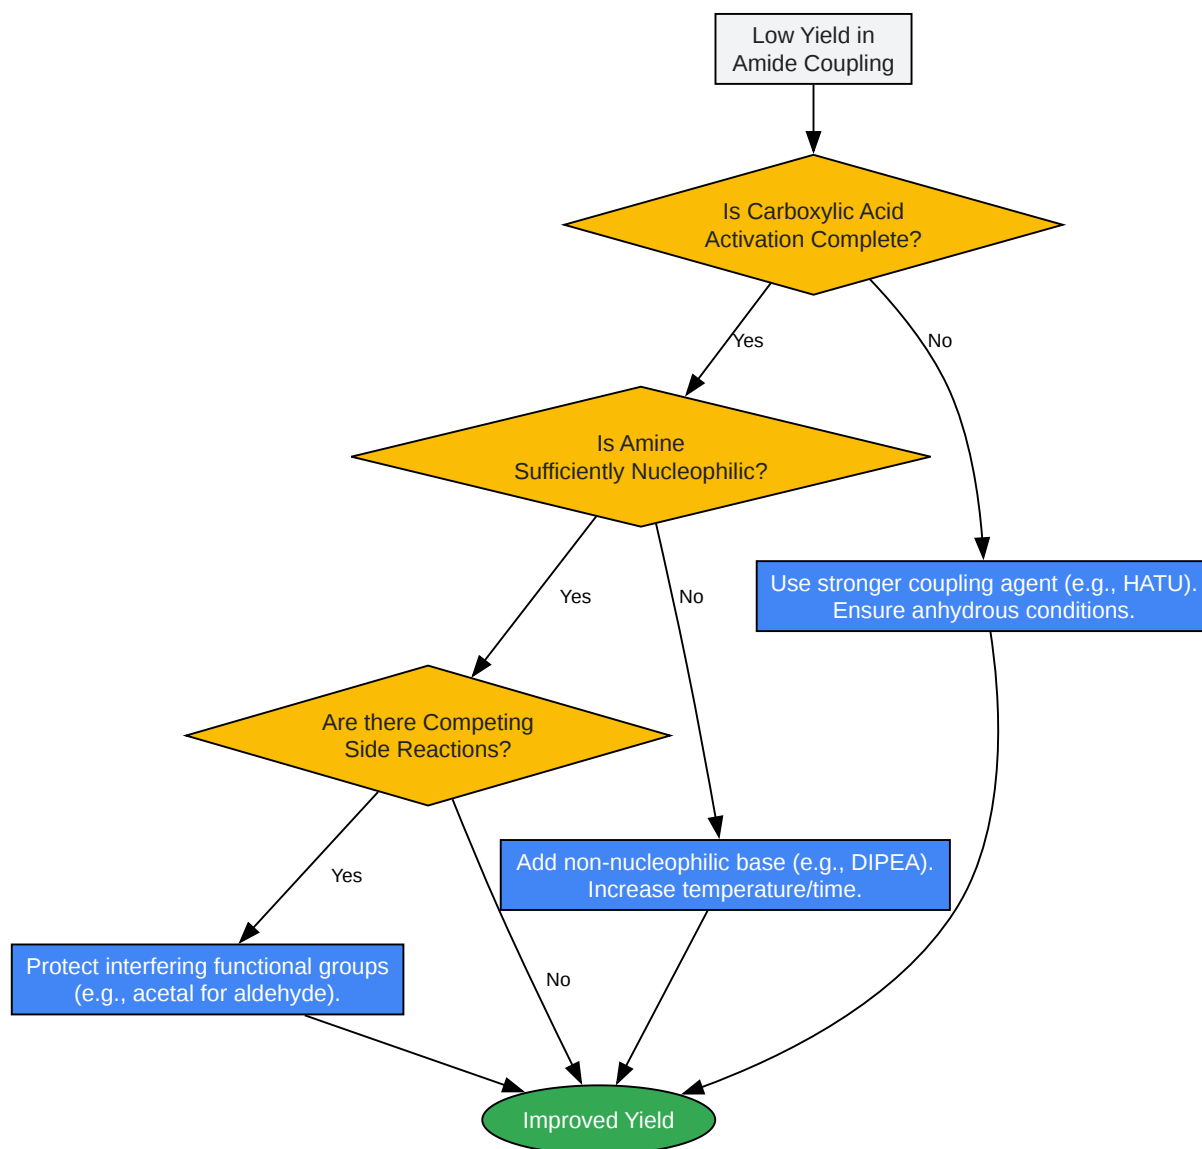 Low Yield in
Amide Coupling
Is Carboxylic Acid
Activation Complete?
Yes
No
Is Amine
Sufficiently Nucleophilic?
Use stronger coupling agent (e.g., HATU).
Ensure anhydrous conditions.
Yes
No
Are there Competing
Side Reactions?
Add non-nucleophilic base (e.g., DIPEA).
Increase temperature/time.
Yes
No
Protect interfering functional groups
(e.g., acetal for aldehyde).
Improved Yield